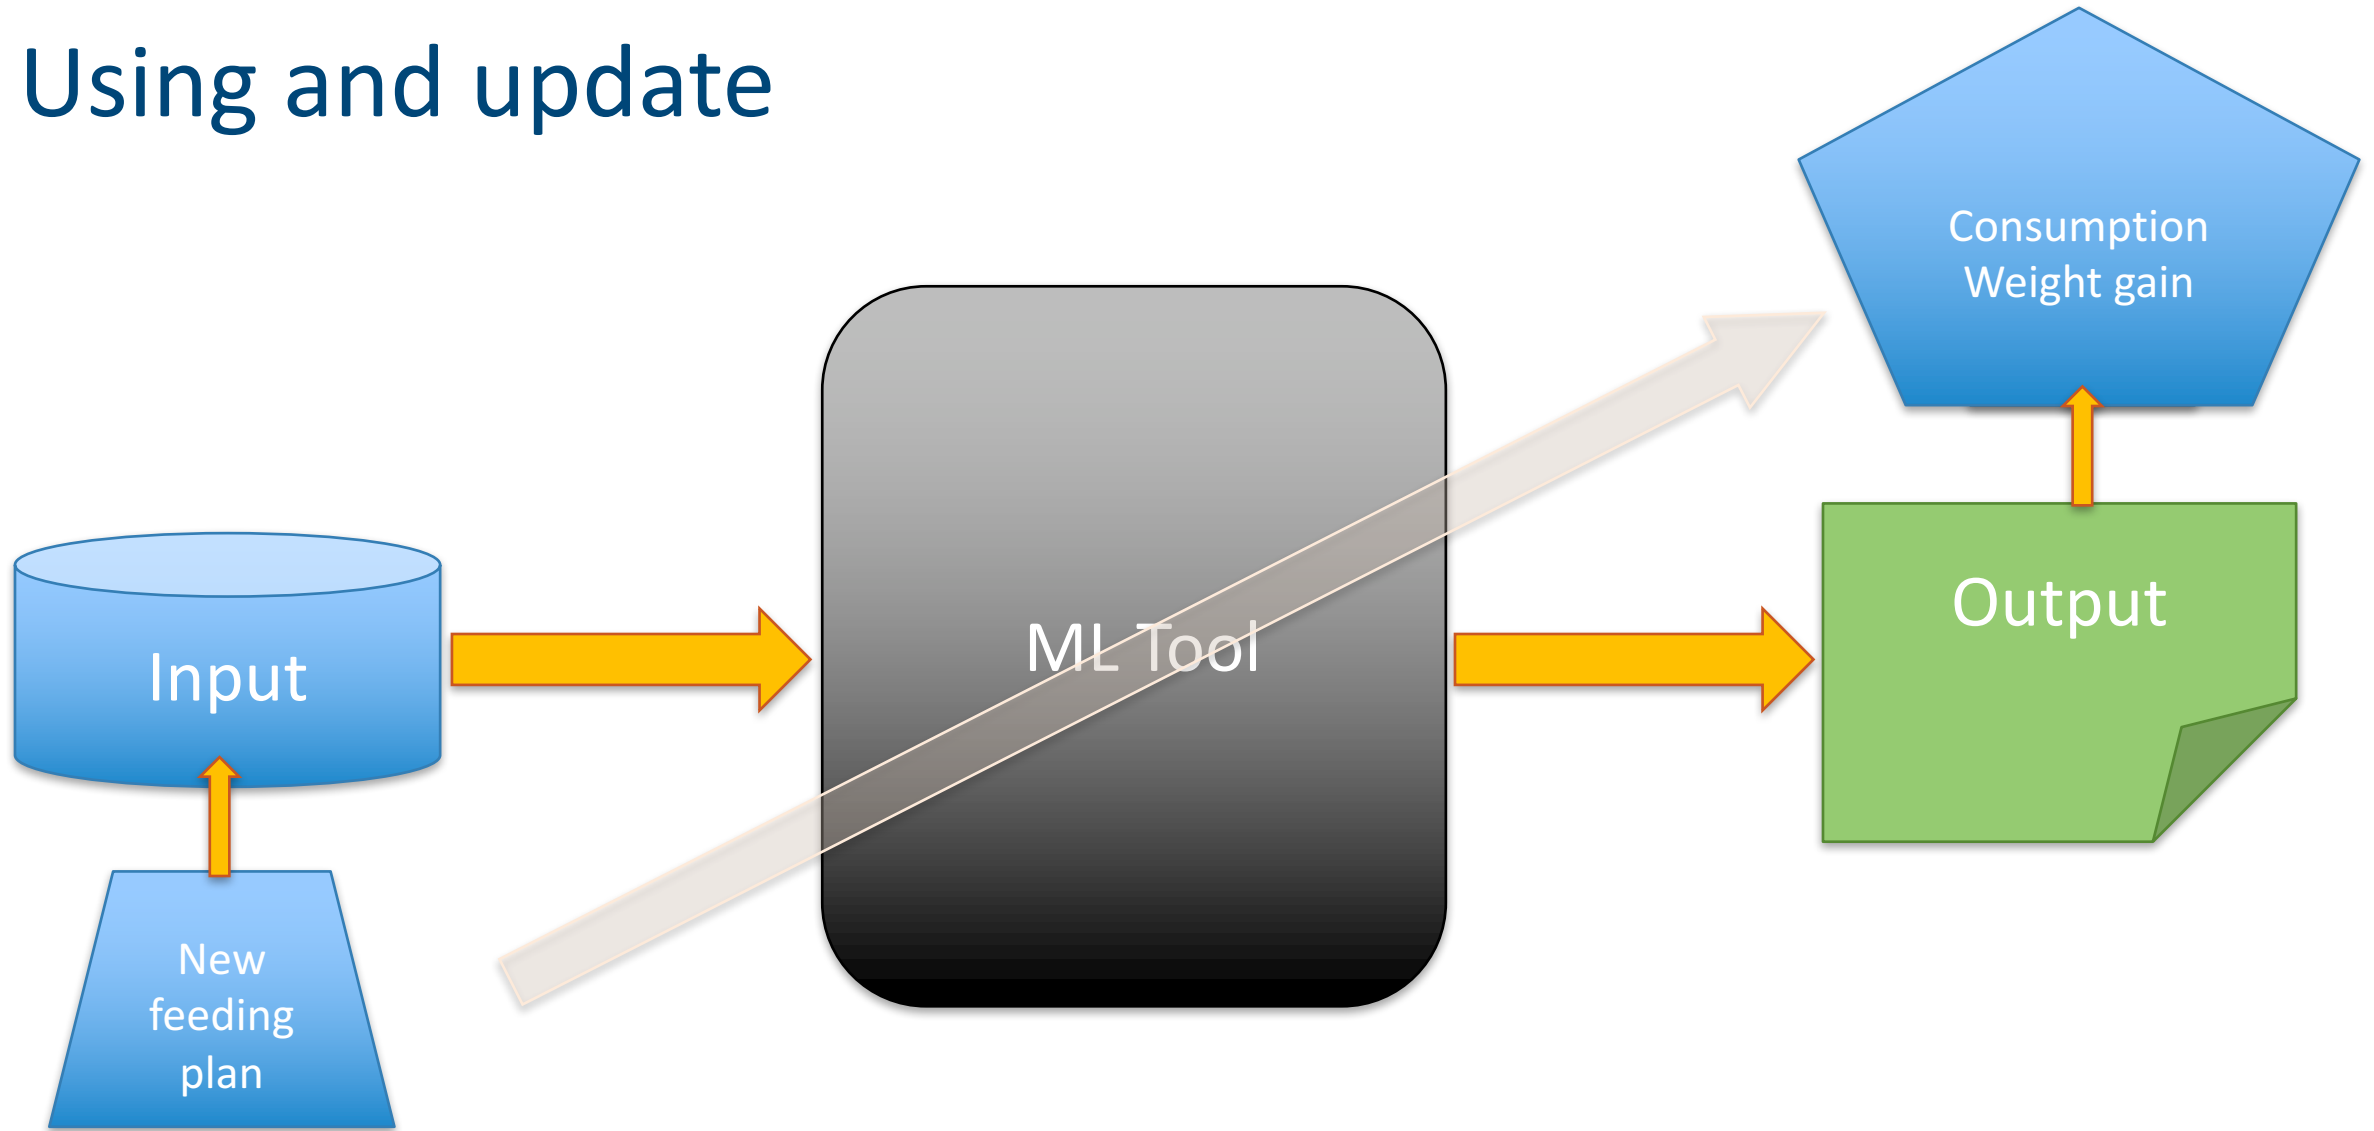 Using and update
Consumption
Weight gain
Input
ML Tool
Output
New
feeding
plan